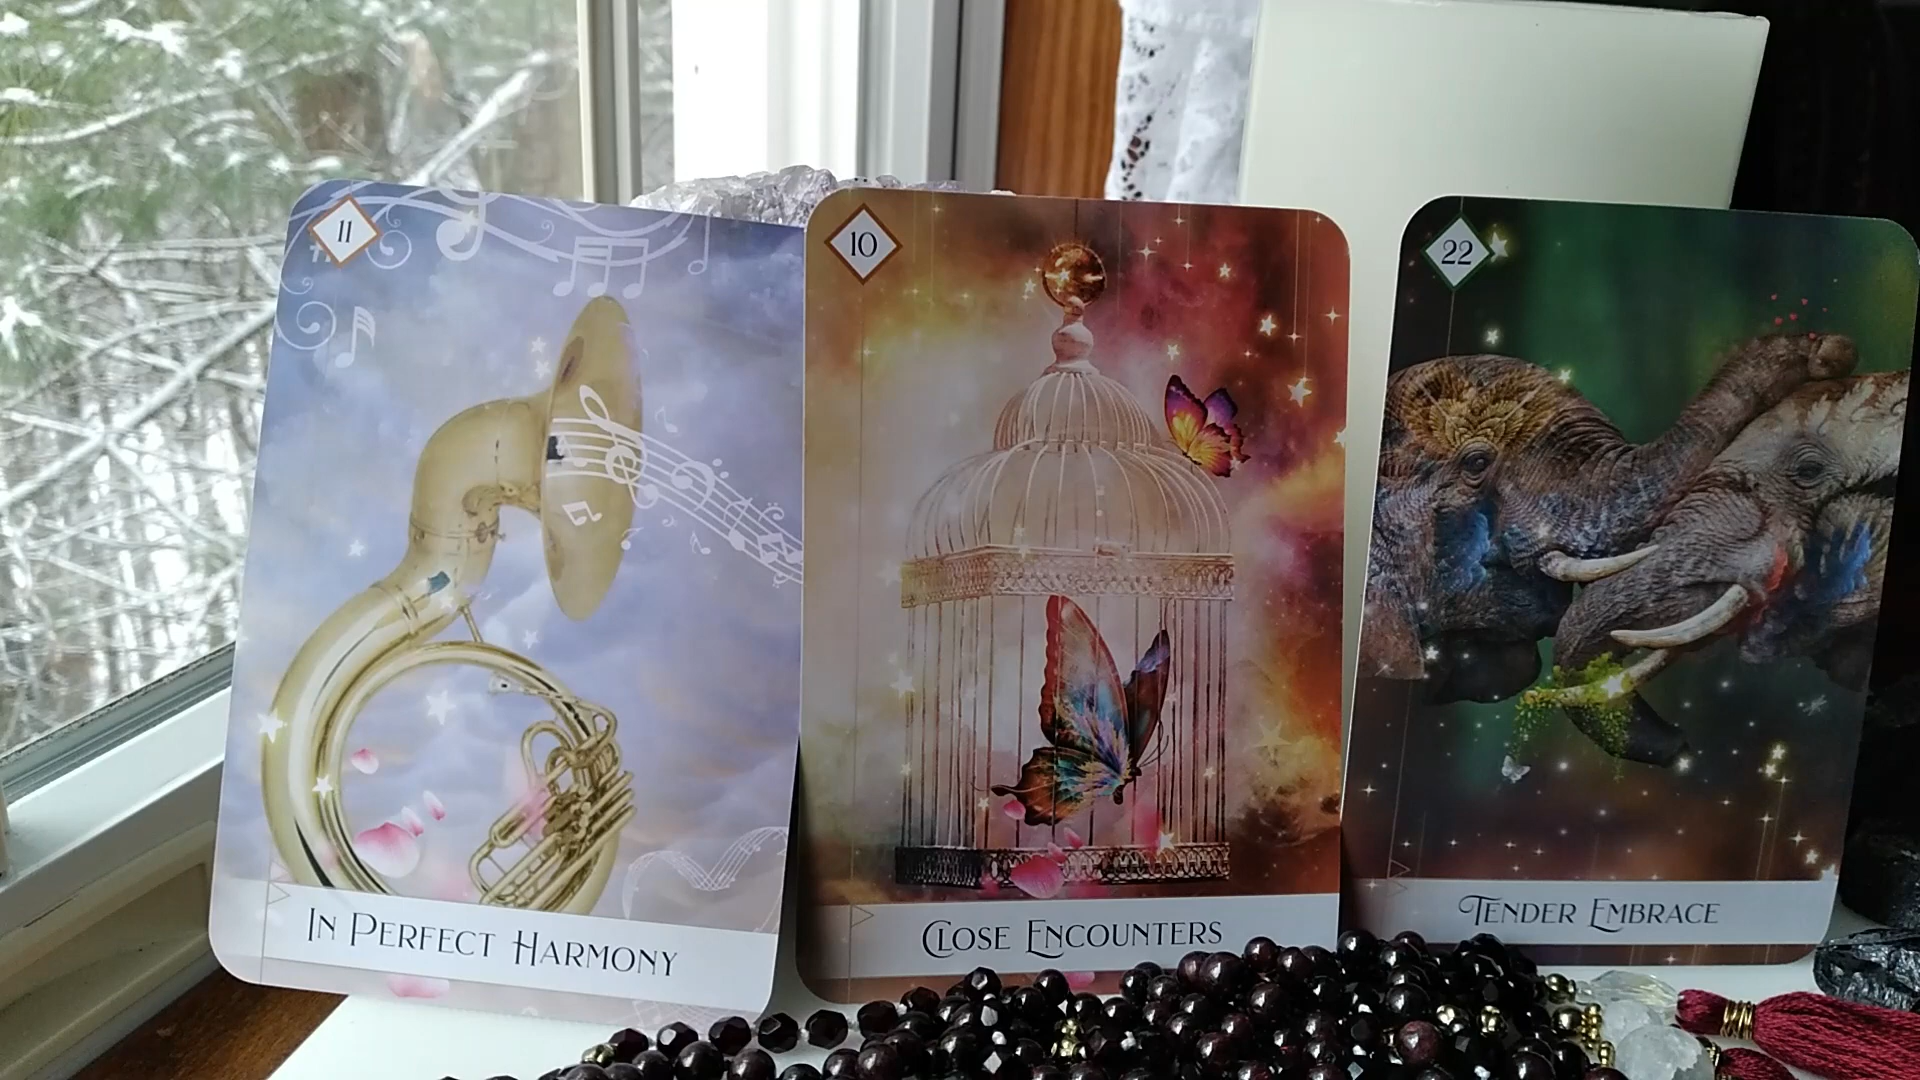 11
IN PERFECT HARMONY
10
CLOSE ENCOUNTERS
22
TENDER EMBRACE